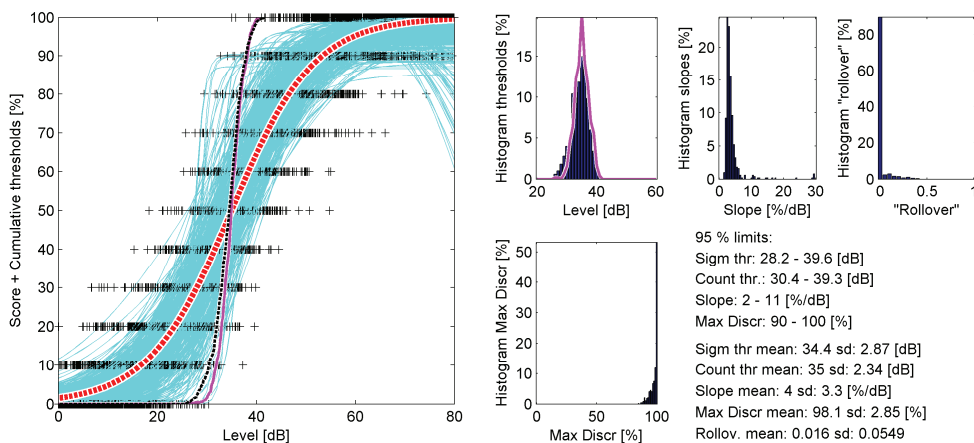 Score + Cumulative thresholds [%]
100
90
80
70
60
50
40
30
20
10
0
0 20 40 60 80
Level [dB]
Histogram thresholds [%]
20
15
10
5
0
20 40 60
Level [dB]
Histogram slopes [%]
20
15
10
5
0
0 10 20 30
Slope [%/dB]
Histogram "rollover" [%]
80
60
40
20
0
0 0.5 1
"Rollover"
Histogram Max Discr [%]
50
40
30
20
10
0
0 50 100
Max Discr [%]
95 % limits:
Sigm thr: 28.2 - 39.6 [dB]
Count thr.: 30.4 - 39.3 [dB]
Slope: 2 - 11 [%/dB]
Max Discr: 90 - 100 [%]
Sigm thr mean: 34.4 sd: 2.87 [dB]
Count thr mean: 35 sd: 2.34 [dB]
Slope mean: 4 sd: 3.3 [%/dB]
Max Discr mean: 98.1 sd: 2.85 [%]
Rollov. mean: 0.016 sd: 0.0549